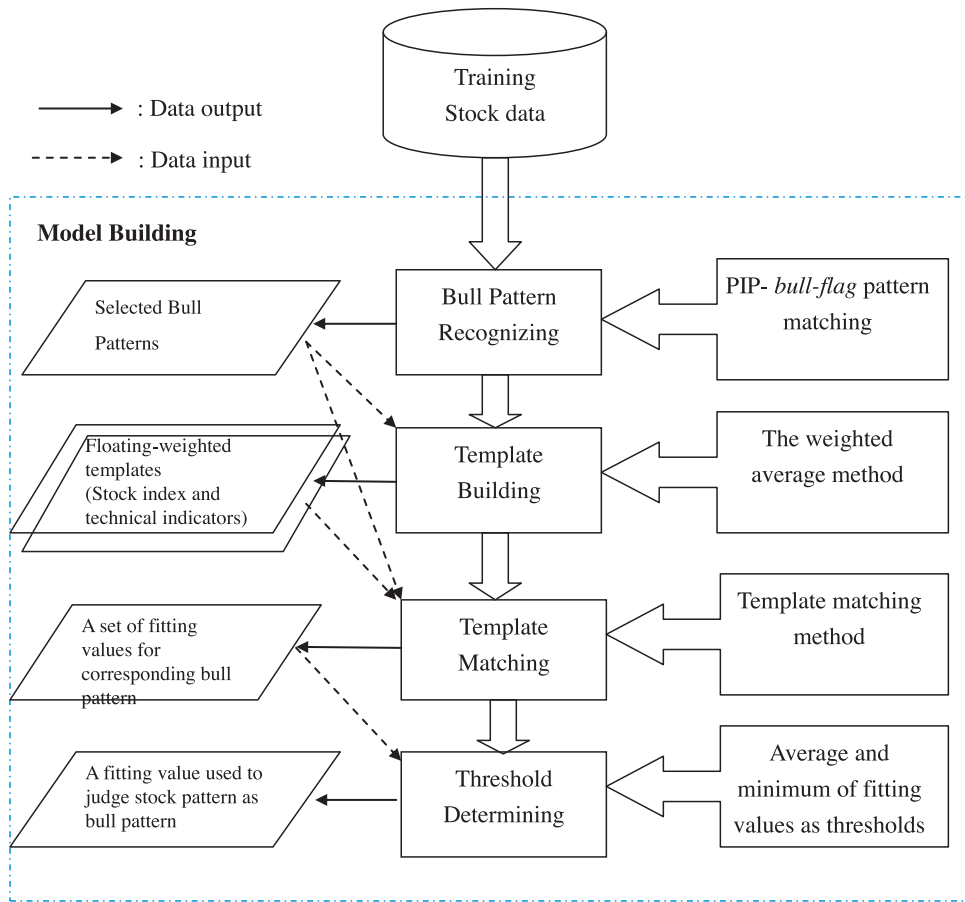 Training
Stock data
: Data output
: Data input
Model Building
Selected Bull
Patterns
Bull Pattern
Recognizing
PIP- bull-flag pattern
matching
Floating-weighted
templates
(Stock index and
technical indicators)
Template
Building
The weighted
average method
A set of fitting
values for
corresponding bull
pattern
Template
Matching
Template matching
method
A fitting value used to
judge stock pattern as
bull pattern
Threshold
Determining
Average and
minimum of fitting
values as thresholds